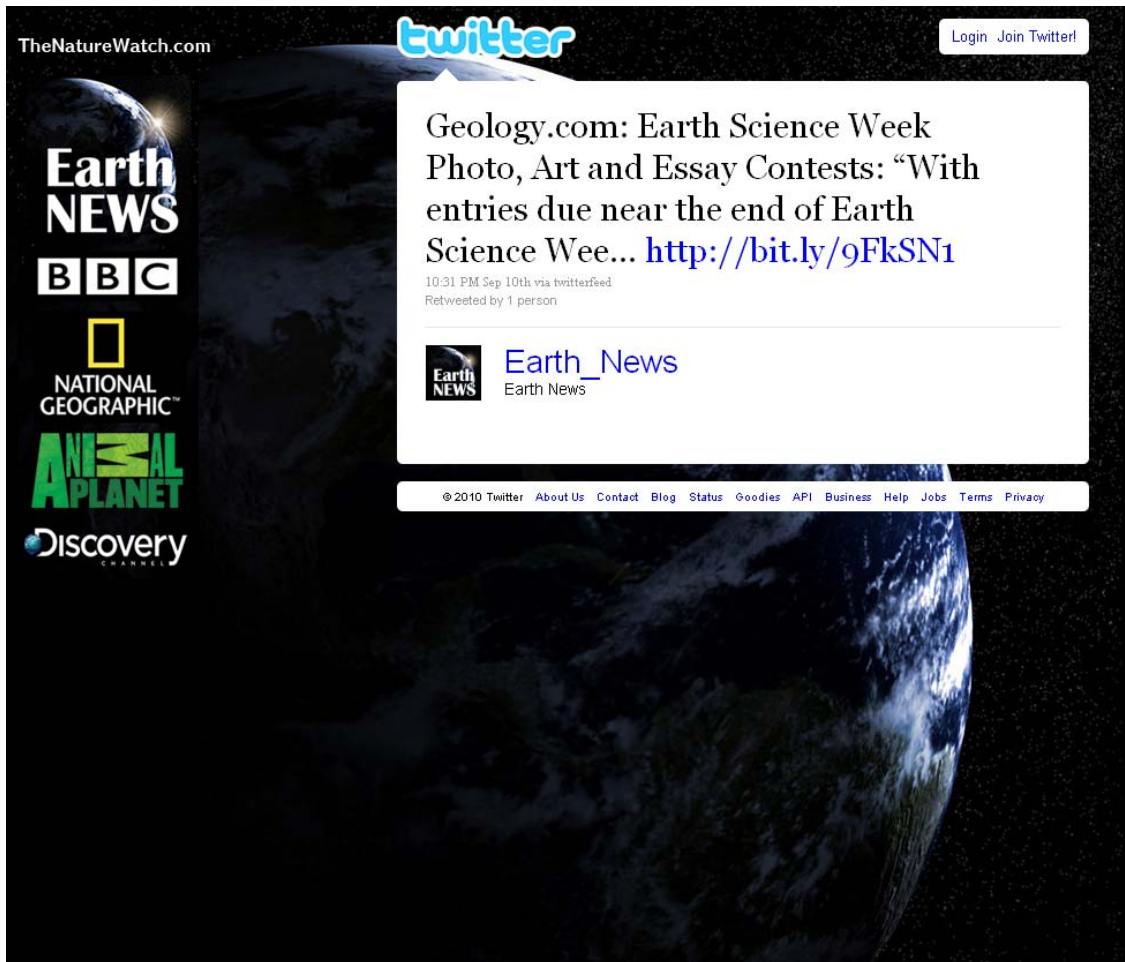 TheNatureWatch.com
Earth
NEWS
BBC
NATIONAL
GEOGRAPHIC™
ANIMAL
PLANET
DISCOVERY
CHANNEL
twitter
Login Join Twitter!
Geology.com: Earth Science Week
Photo, Art and Essay Contests: “With
entries due near the end of Earth
Science Wee... http://bit.ly/9FkSN1
10:31 PM Sep 10th via twitterfeed
Retweeted by 1 person
Earth
NEWS
Earth_News
Earth News
© 2010 Twitter About Us Contact Blog Status Goodies API Business Help Jobs Terms Privacy